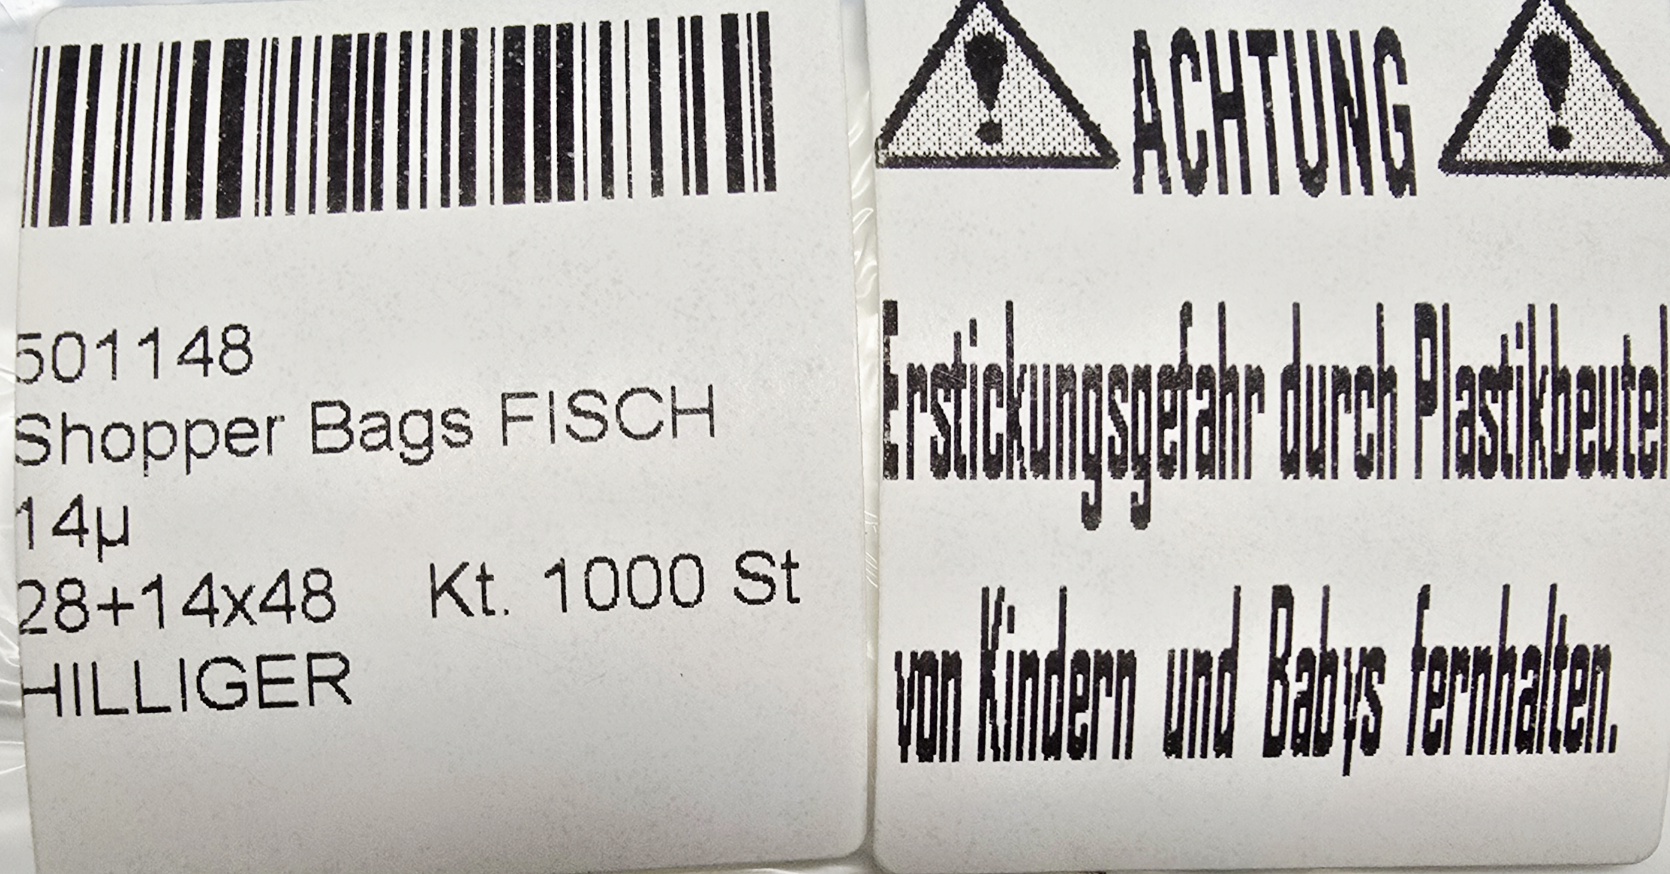 501148
Shopper Bags FISCH
14µ
28+14x48 Kt. 1000 St
HILLIGER
ACHTUNG
Erstickungsgefahr durch Plastikbeutel
von Kindern und Babys fernhalten.